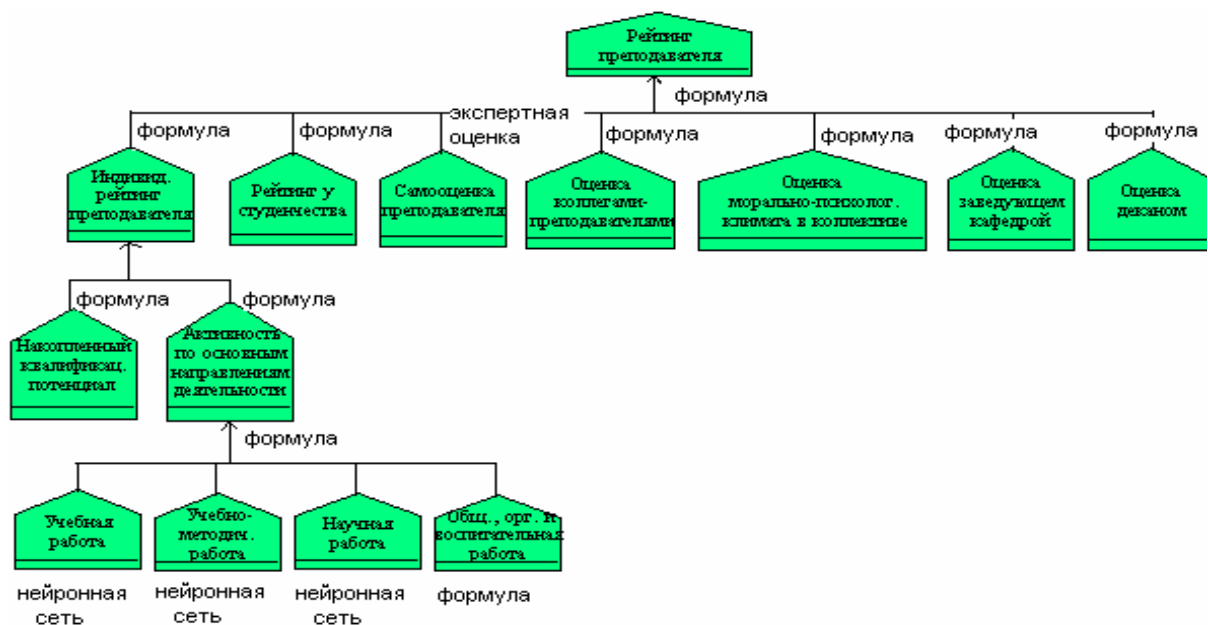 Рейтинг
преподавателя
формула
экспертная
оценка
формула
формула
формула
формула
формула
формула
Индивид.
рейтинг
преподавателя
Рейтинг у
студенчества
Самооценка
преподавателя
Оценка
коллегами-
преподавателями
Оценка
морально-психолог.
климата в коллективе
Оценка
заведующем
кафедрой
Оценка
деканом
формула
формула
Накопленный
квалификац.
потенциал
Активность
по основным
направлениям
деятельности
формула
Учебная
работа
Учебно-
методич.
работа
Научная
работа
Общ., орг. и
воспитательная
работа
нейронная
сеть
нейронная
сеть
нейронная
сеть
формула